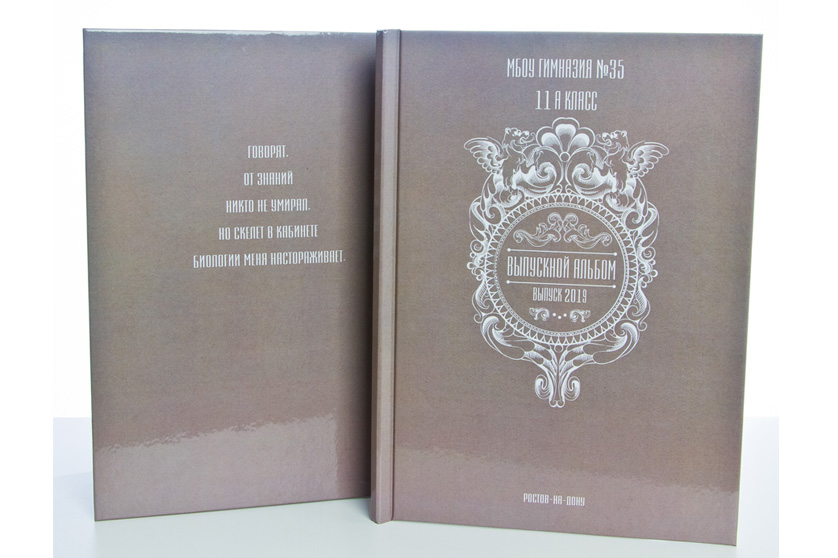 ГОВОРЯТ,
ОТ ЗНАНИЙ
НИКТО НЕ УМИРАЛ,
НО СКЕЛЕТ В КАБИНЕТЕ
БИОЛОГИИ МЕНЯ НАСТОРАЖИВАЕТ.
МБОУ ГИМНАЗИЯ №35
11 А КЛАСС
ВЫПУСКНОЙ АЛЬБОМ
ВЫПУСК 2019
РОСТОВ-НА-ДОНУ